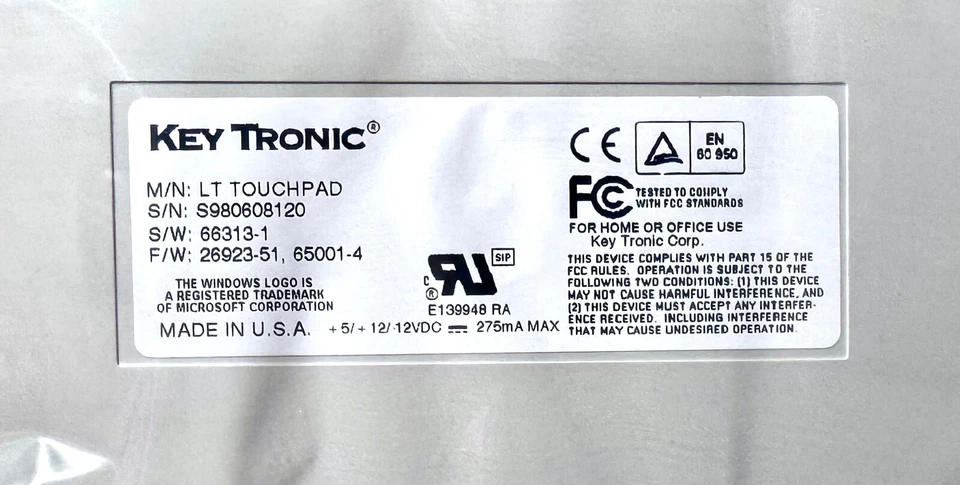 KEY TRONIC®
M/N: LT TOUCHPAD
S/N: S980608120
S/W: 66313-1
F/W: 26923-51, 65001-4
THE WINDOWS LOGO IS
A REGISTERED TRADEMARK
OF MICROSOFT CORPORATION
MADE IN U.S.A.
c RU ® SIP
E139948 RA
+5/+12/-12VDC ⎓ 275mA MAX
CE
EN
60 950
FC TESTED TO COMPLY
WITH FCC STANDARDS
FOR HOME OR OFFICE USE
Key Tronic Corp.
THIS DEVICE COMPLIES WITH PART 15 OF THE
FCC RULES. OPERATION IS SUBJECT TO THE
FOLLOWING TWO CONDITIONS: (1) THIS DEVICE
MAY NOT CAUSE HARMFUL INTERFERENCE, AND
(2) THIS DEVICE MUST ACCEPT ANY INTERFER-
ENCE RECEIVED. INCLUDING INTERFERENCE
THAT MAY CAUSE UNDESIRED OPERATION.